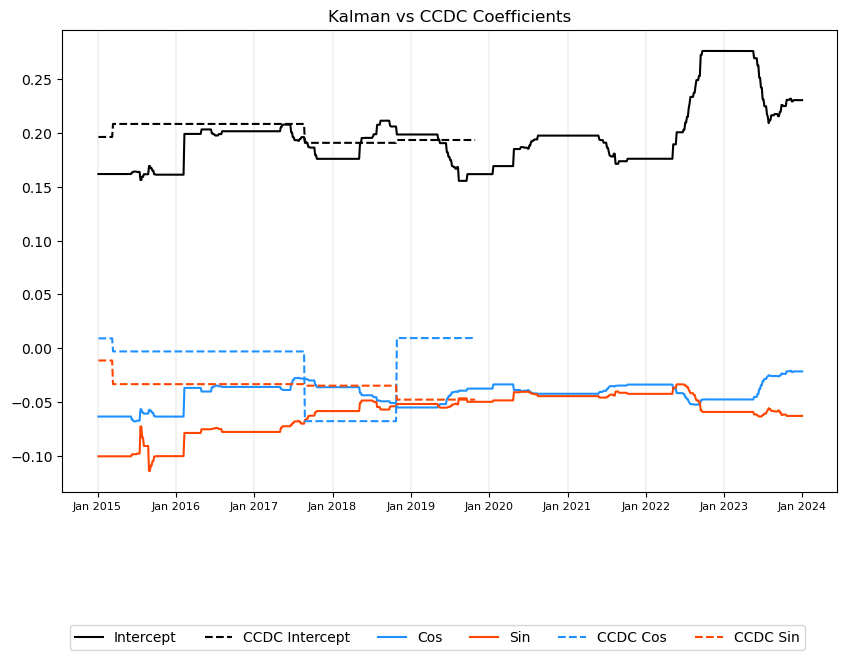 Kalman vs CCDC Coefficients
0.25
0.20
0.15
0.10
0.05
0.00
−0.05
−0.10
Jan 2015 Jan 2016 Jan 2017 Jan 2018 Jan 2019 Jan 2020 Jan 2021 Jan 2022 Jan 2023 Jan 2024
Intercept CCDC Intercept Cos Sin CCDC Cos CCDC Sin